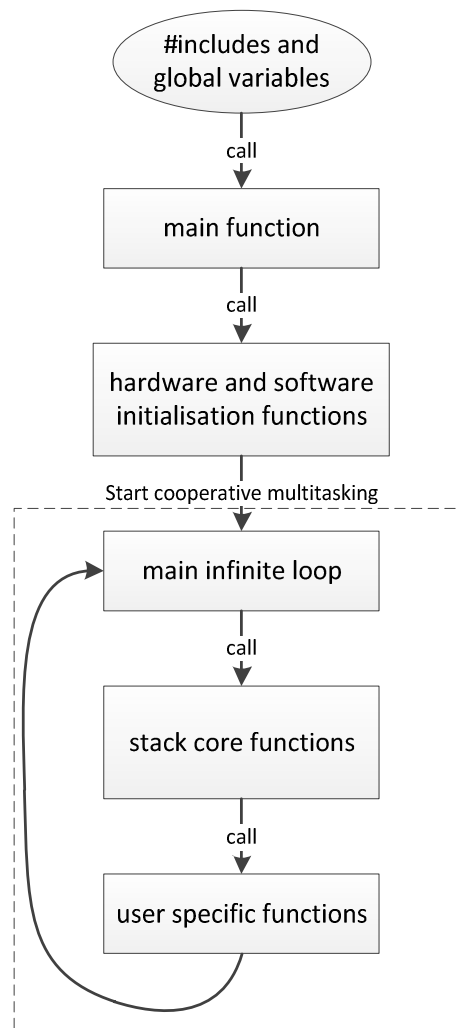 #includes and
global variables
call
main function
call
hardware and software
initialisation functions
Start cooperative multitasking
main infinite loop
call
stack core functions
call
user specific functions